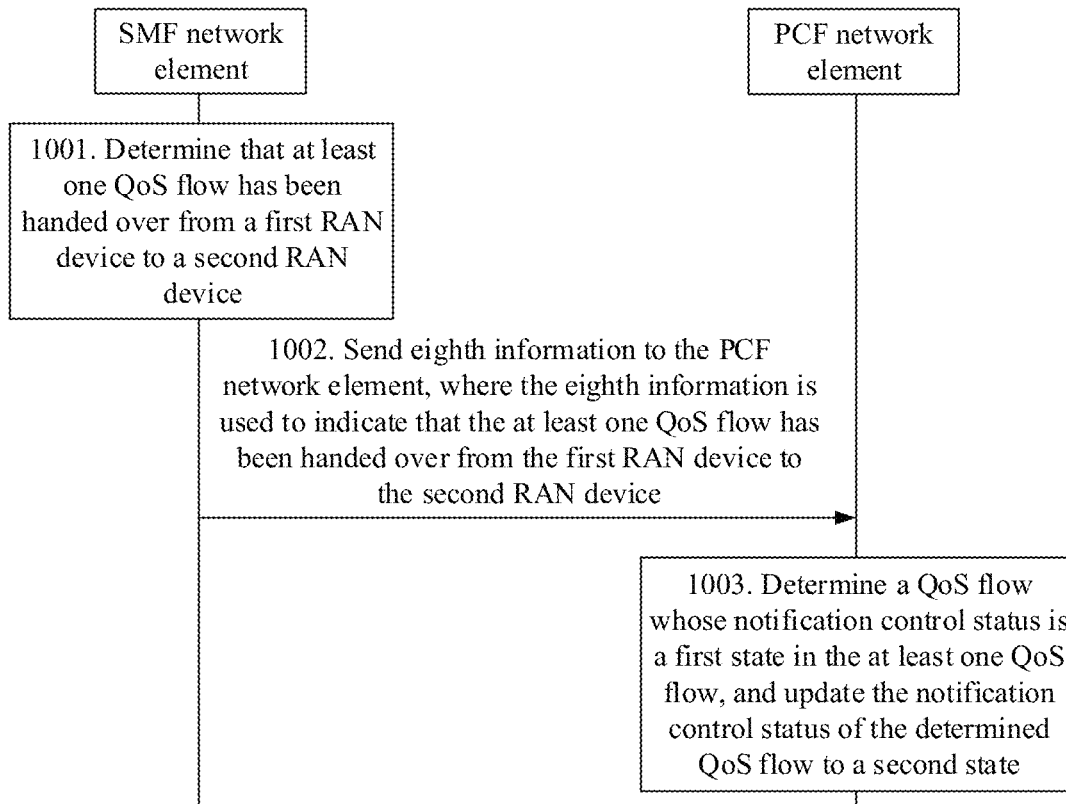 SMF network
element
PCF network
element
1001. Determine that at least
one QoS flow has been
handed over from a first RAN
device to a second RAN
device
1002. Send eighth information to the PCF
network element, where the eighth information is
used to indicate that the at least one QoS flow has
been handed over from the first RAN device to
the second RAN device
1003. Determine a QoS flow
whose notification control status is
a first state in the at least one QoS
flow, and update the notification
control status of the determined
QoS flow to a second state